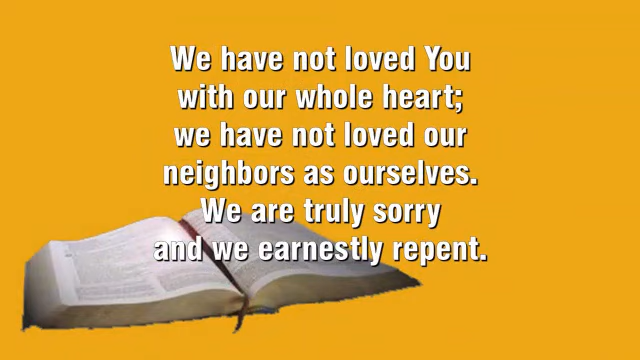 We have not loved You
with our whole heart;
we have not loved our
neighbors as ourselves.
We are truly sorry
and we earnestly repent.